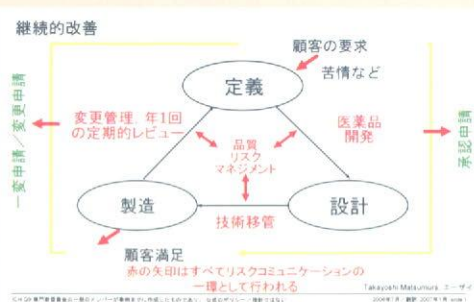 継続的改善
顧客の要求
苦情など
定義
変更管理、年1回
の定期的レビュー
医薬品
開発
品質
リスク
マネジメント
一変申請／変更申請
承認申請
製造
設計
技術移管
顧客満足
赤の矢印はすべてリスクコミュニケーションの
一環として行われる
Takayoshi Matsumura, エーザイ